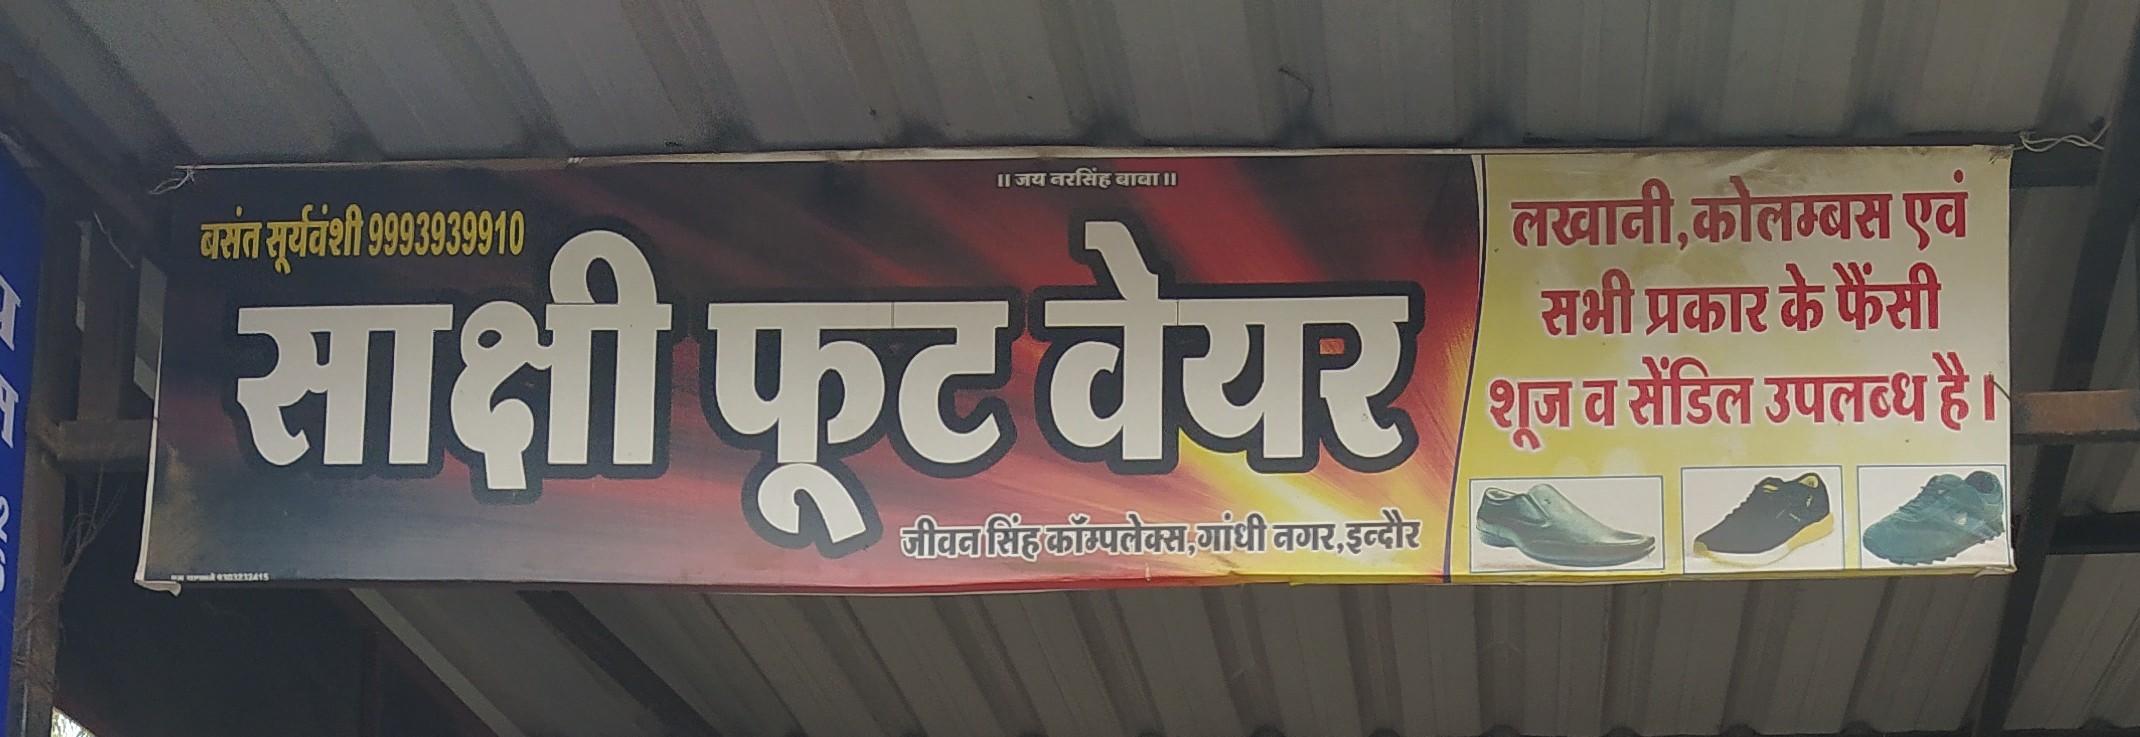 ॥ जय नरसिंह बाबा ॥
बसंत सूर्यवंशी 9993939910
साक्षी फूट वेयर
जीवन सिंह कॉम्पलेक्स,गांधी नगर,इन्दौर
लखानी,कोलम्बस एवं
सभी प्रकार के फैंसी
शूज व सेंडिल उपलब्ध है।